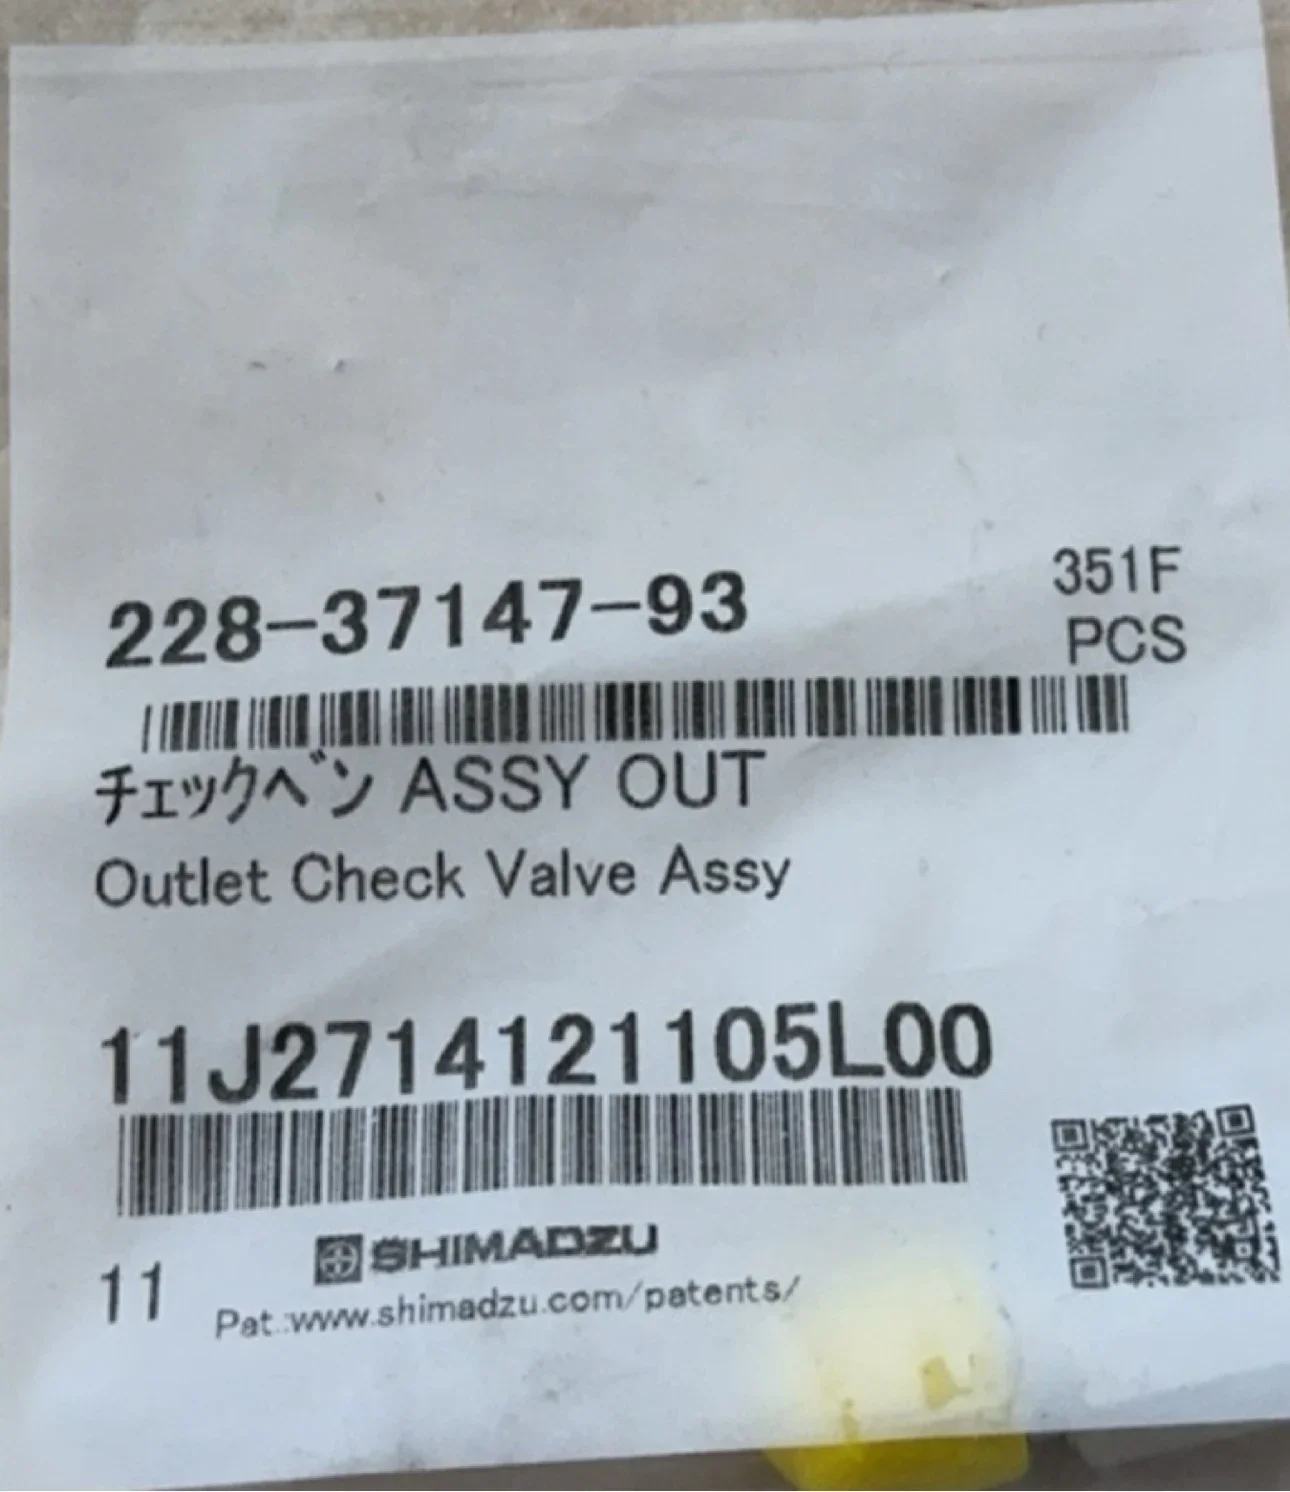 228-37147-93
351F
PCS
チェックベン ASSY OUT
Outlet Check Valve Assy
11J2714121105L00
11
SHIMADZU
Pat.:www.shimadzu.com/patents/